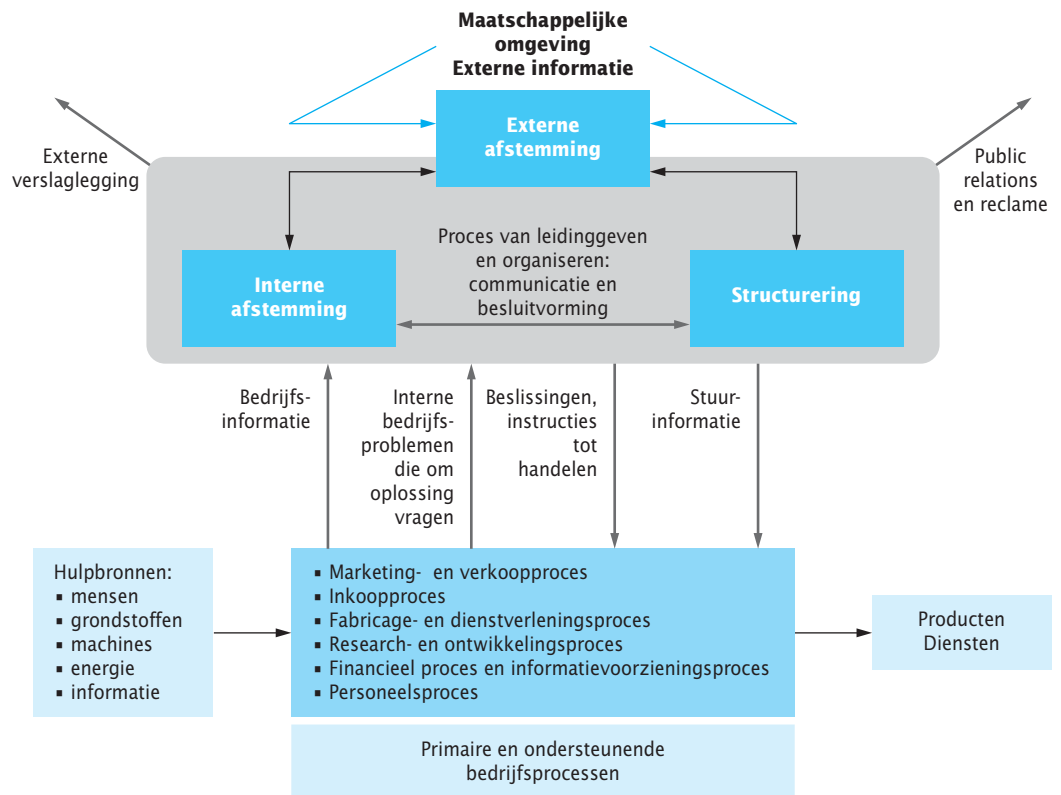 Maatschappelijke
omgeving
Externe informatie
Externe
afstemming
Externe
verslaglegging
Public
relations
en reclame
Proces van leidinggeven
en organiseren:
communicatie en
besluitvorming
Interne
afstemming
Structurering
Bedrijfs-
informatie
Interne
bedrijfs-
problemen
die om
oplossing
vragen
Beslissingen,
instructies
tot
handelen
Stuur-
informatie
Hulpbronnen:
▪ mensen
▪ grondstoffen
▪ machines
▪ energie
▪ informatie
▪ Marketing- en verkoopproces
▪ Inkoopproces
▪ Fabricage- en dienstverleningsproces
▪ Research- en ontwikkelingsproces
▪ Financieel proces en informatievoorzieningsproces
▪ Personeelsproces
Producten
Diensten
Primaire en ondersteunende
bedrijfsprocessen